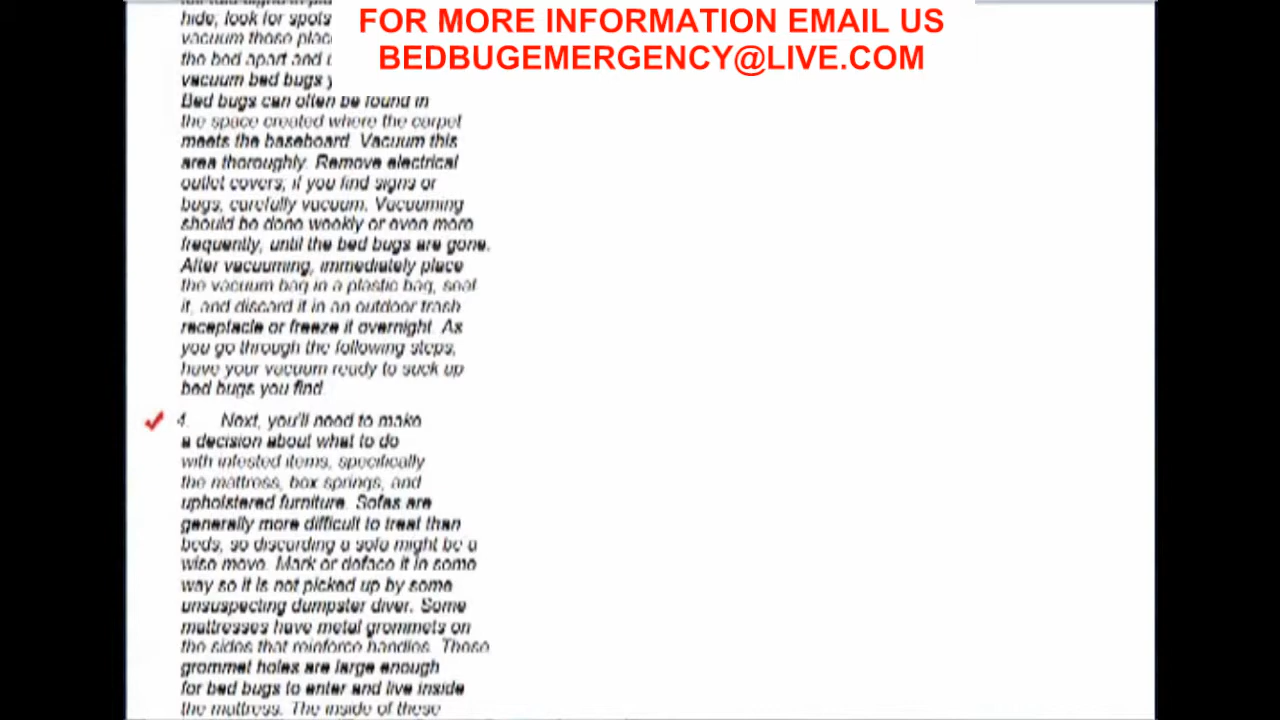 FOR MORE INFORMATION EMAIL US
BEDBUGEMERGENCY@LIVE.COM
hide, look for spots
vacuum those plac
the bed apart and
vacuum bed bugs y
Bed bugs can often be found in
the space created where the carpet
meets the baseboard. Vacuum this
area thoroughly. Remove electrical
outlet covers; if you find signs or
bugs, carefully vacuum. Vacuuming
should be done weekly or even more
frequently, until the bed bugs are gone.
After vacuuming, immediately place
the vacuum bag in a plastic bag, seal
it, and discard it in an outdoor trash
receptacle or freeze it overnight. As
you go through the following steps,
have your vacuum ready to suck up
bed bugs you find.
4. Next, you'll need to make
a decision about what to do
with infested items, specifically
the mattress, box springs, and
upholstered furniture. Sofas are
generally more difficult to treat than
beds, so discarding a sofa might be a
wise move. Mark or deface it in some
way so it is not picked up by some
unsuspecting dumpster diver. Some
mattresses have metal grommets on
the sides that reinforce handles. These
grommet holes are large enough
for bed bugs to enter and live inside
the mattress. The inside of these